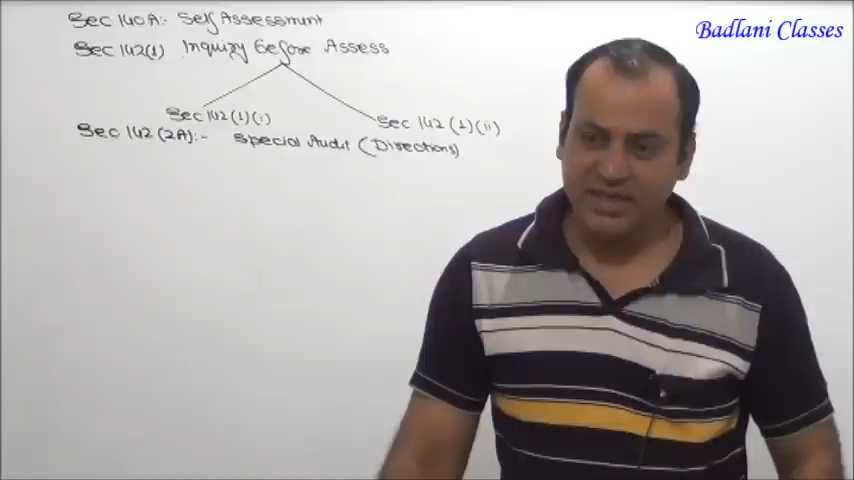 Sec 140A:- Self Assessment
Badlani Classes
Sec 142(1) Inquiry Before Assess
Sec 142(1)(i)
Sec 142(1)(ii)
Sec 142(2A):- Special Audit (Directions)